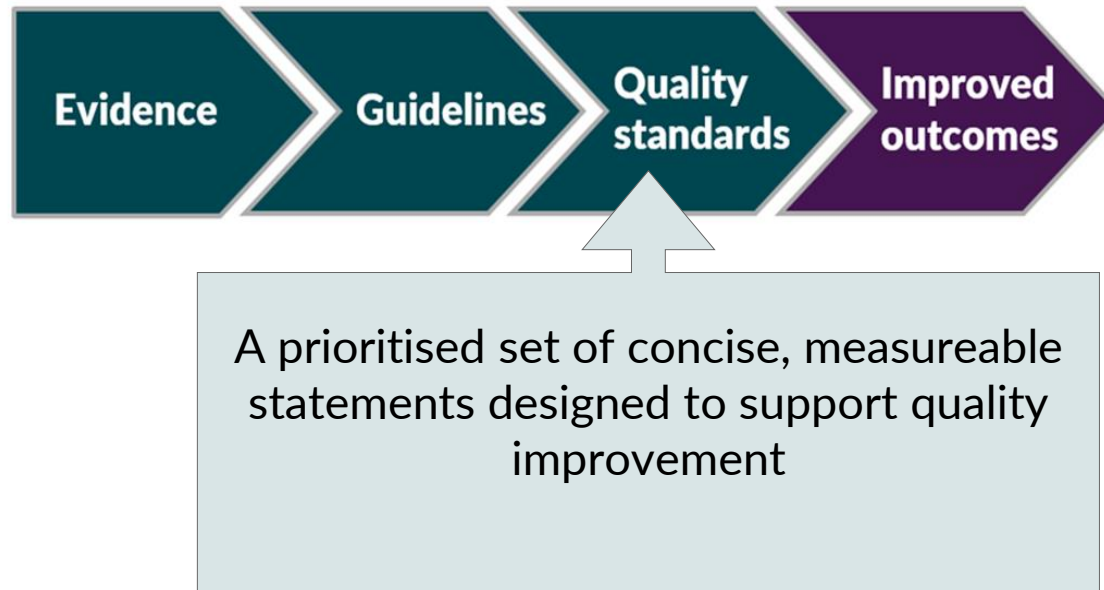 Evidence
Guidelines
Quality
standards
Improved
outcomes
A prioritised set of concise, measureable
statements designed to support quality
improvement